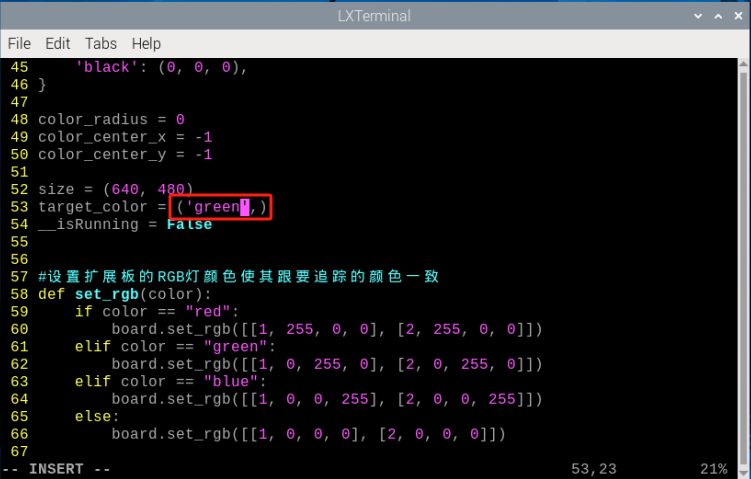 LXTerminal
File Edit Tabs Help
45     'black': (0, 0, 0),
46 }
47
48 color_radius = 0
49 color_center_x = -1
50 color_center_y = -1
51
52 size = (640, 480)
53 target_color = ('green',)
54 __isRunning = False
55
56
57 #设置扩展板的RGB灯颜色使其跟要追踪的颜色一致
58 def set_rgb(color):
59     if color == "red":
60         board.set_rgb([[1, 255, 0, 0], [2, 255, 0, 0]])
61     elif color == "green":
62         board.set_rgb([[1, 0, 255, 0], [2, 0, 255, 0]])
63     elif color == "blue":
64         board.set_rgb([[1, 0, 0, 255], [2, 0, 0, 255]])
65     else:
66         board.set_rgb([[1, 0, 0, 0], [2, 0, 0, 0]])
67
-- INSERT -- 53,23 21%